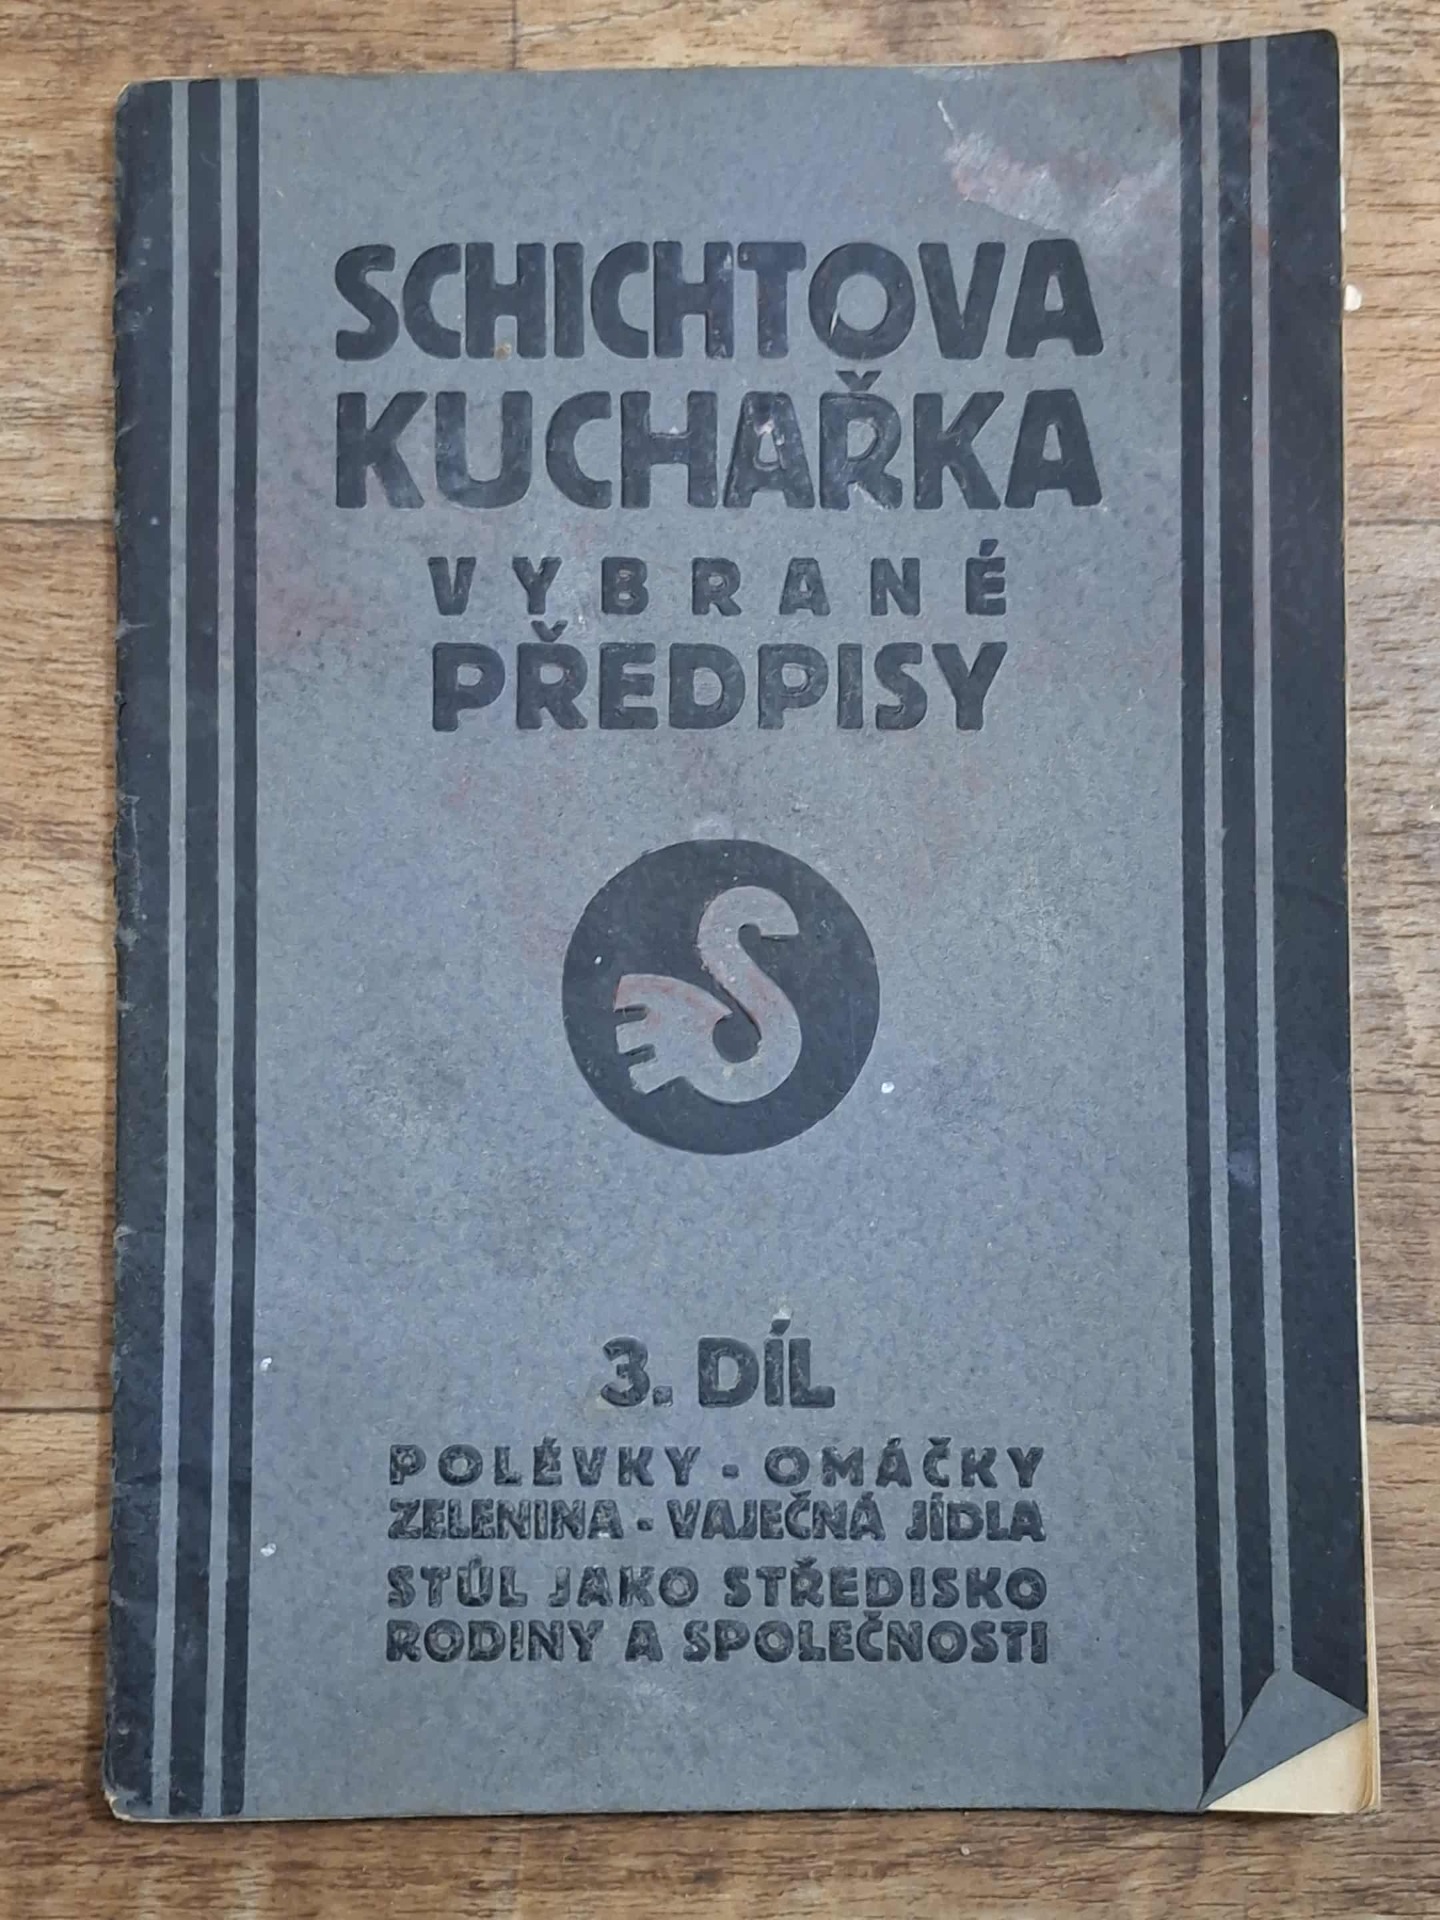 SCHICHTOVA
KUCHAŘKA
VYBRANÉ
PŘEDPISY
3. DÍL
POLÉVKY - OMÁČKY
ZELENINA - VAJEČNÁ JÍDLA
STŮL JAKO STŘEDISKO
RODINY A SPOLEČNOSTI